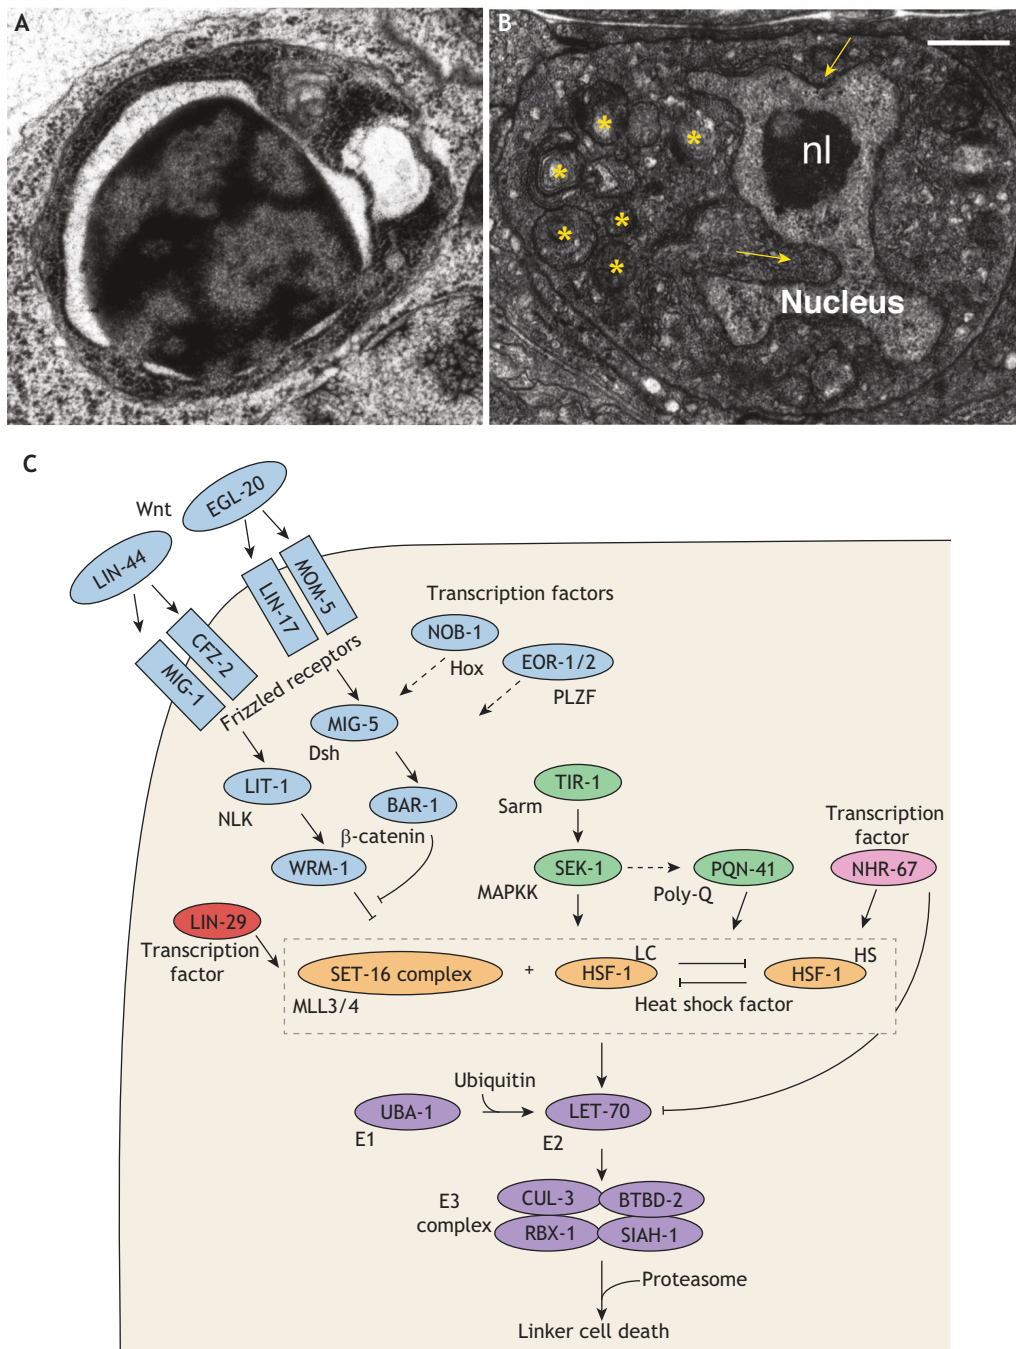 A
B
nl
Nucleus
C
Wnt
EGL-20
LIN-44
LIN-17
MOM-5
MIG-1
CFZ-2
Frizzled receptors
Transcription factors
NOB-1
Hox
EOR-1/2
PLZF
MIG-5
Dsh
LIT-1
NLK
BAR-1
β-catenin
WRM-1
TIR-1
Sarm
SEK-1
MAPKK
PQN-41
Poly-Q
Transcription
factor
NHR-67
LIN-29
Transcription
factor
SET-16 complex
MLL3/4
+
HSF-1
LC
HSF-1
HS
Heat shock factor
Ubiquitin
UBA-1
E1
LET-70
E2
E3
complex
CUL-3
BTBD-2
RBX-1
SIAH-1
Proteasome
Linker cell death